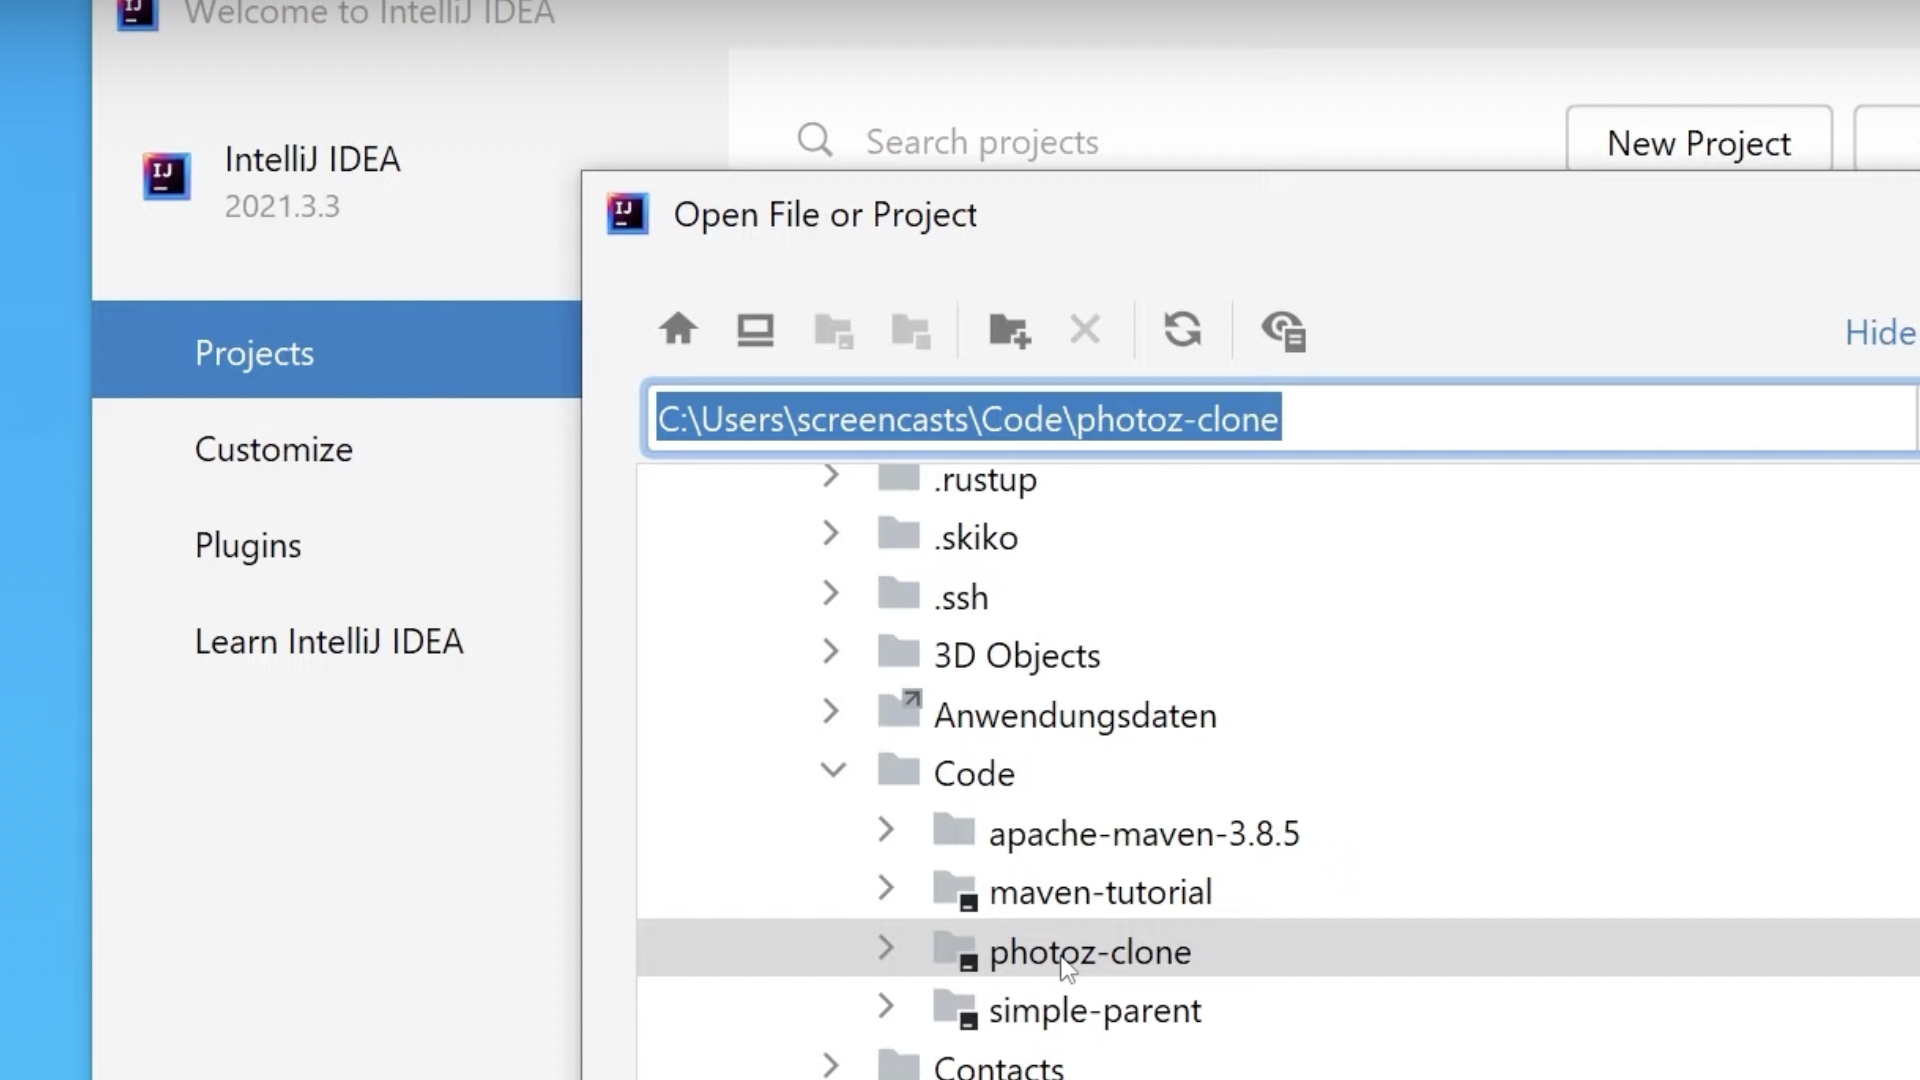 Welcome to IntelliJ IDEA
IntelliJ IDEA
2021.3.3
Search projects
New Project
Open File or Project
Projects
Customize
Plugins
Learn IntelliJ IDEA
Hide
C:\Users\screencasts\Code\photoz-clone
.rustup
.skiko
.ssh
3D Objects
Anwendungsdaten
Code
apache-maven-3.8.5
maven-tutorial
photoz-clone
simple-parent
Contacts